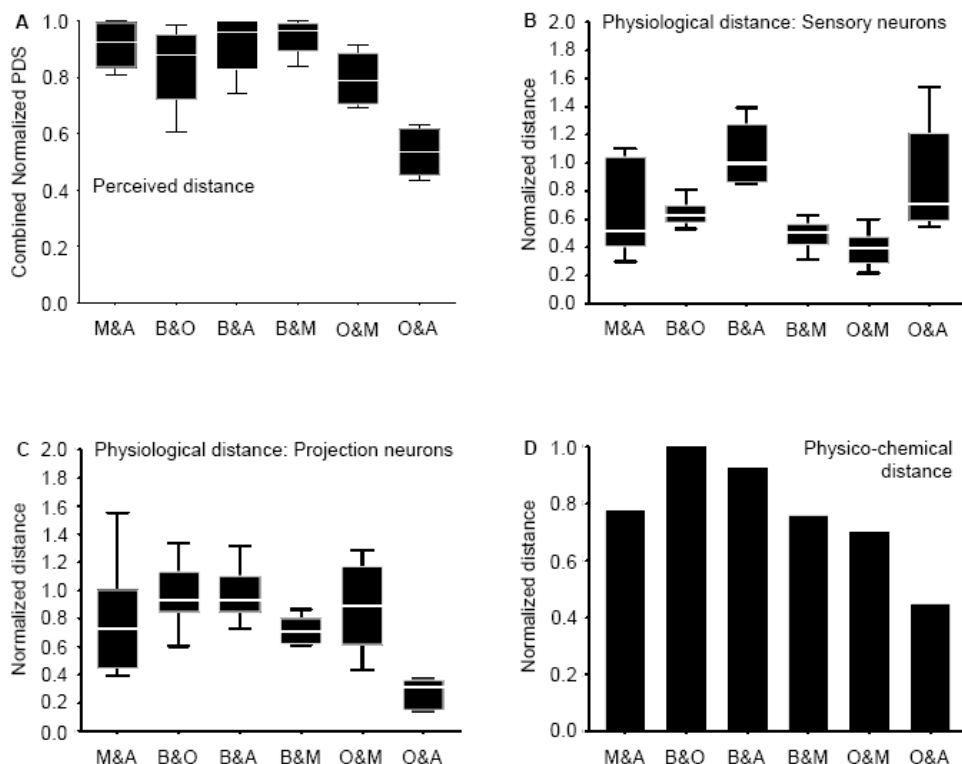 A
Combined Normalized PDS
1.0
0.8
0.6
0.4
0.2
0.0
Perceived distance
M&A B&O B&A B&M O&M O&A
B
Physiological distance: Sensory neurons
Normalized distance
2.0
1.8
1.6
1.4
1.2
1.0
0.8
0.6
0.4
0.2
0.0
M&A B&O B&A B&M O&M O&A
C
Physiological distance: Projection neurons
Normalized distance
2.0
1.8
1.6
1.4
1.2
1.0
0.8
0.6
0.4
0.2
0.0
M&A B&O B&A B&M O&M O&A
D
Physico-chemical
distance
Normalized distance
1.0
0.8
0.6
0.4
0.2
0.0
M&A B&O B&A B&M O&M O&A